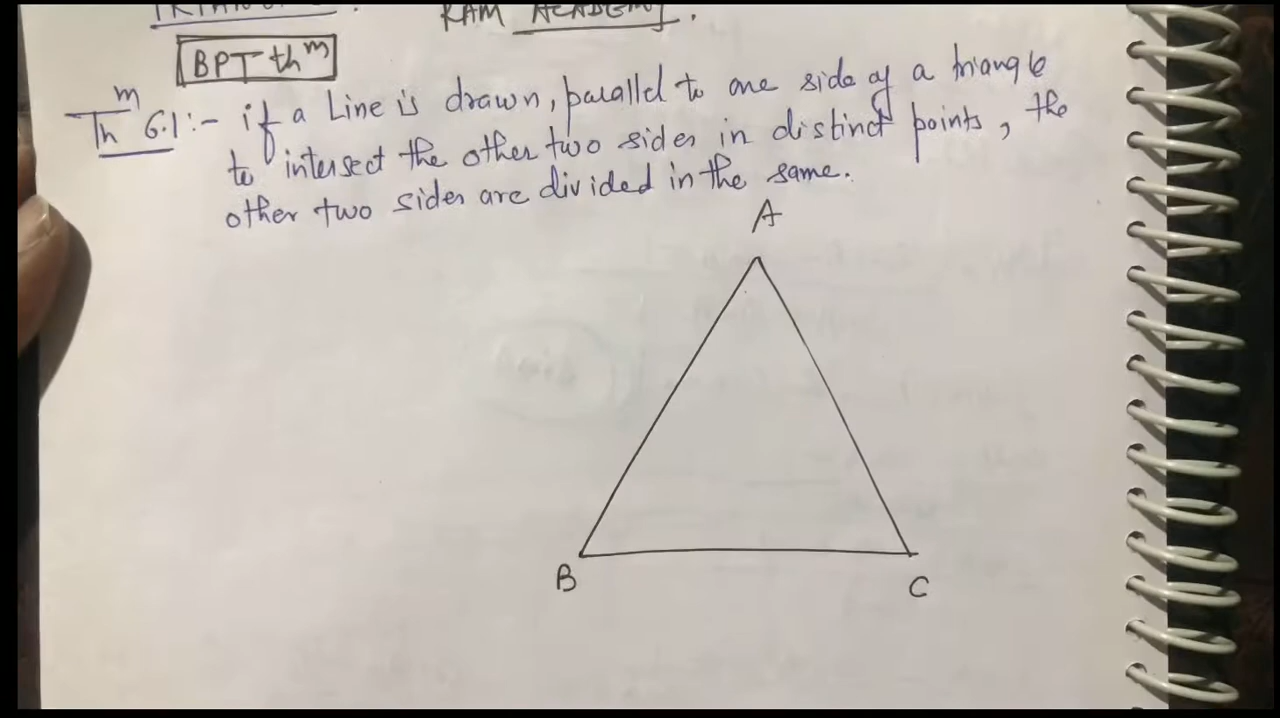 RAM ACADEMY.
BPT thm
Thm 6.1:- if a Line is drawn, parallel to one side of a triangle
to intersect the other two sides in distinct points, the
other two sides are divided in the same.
A
B
C